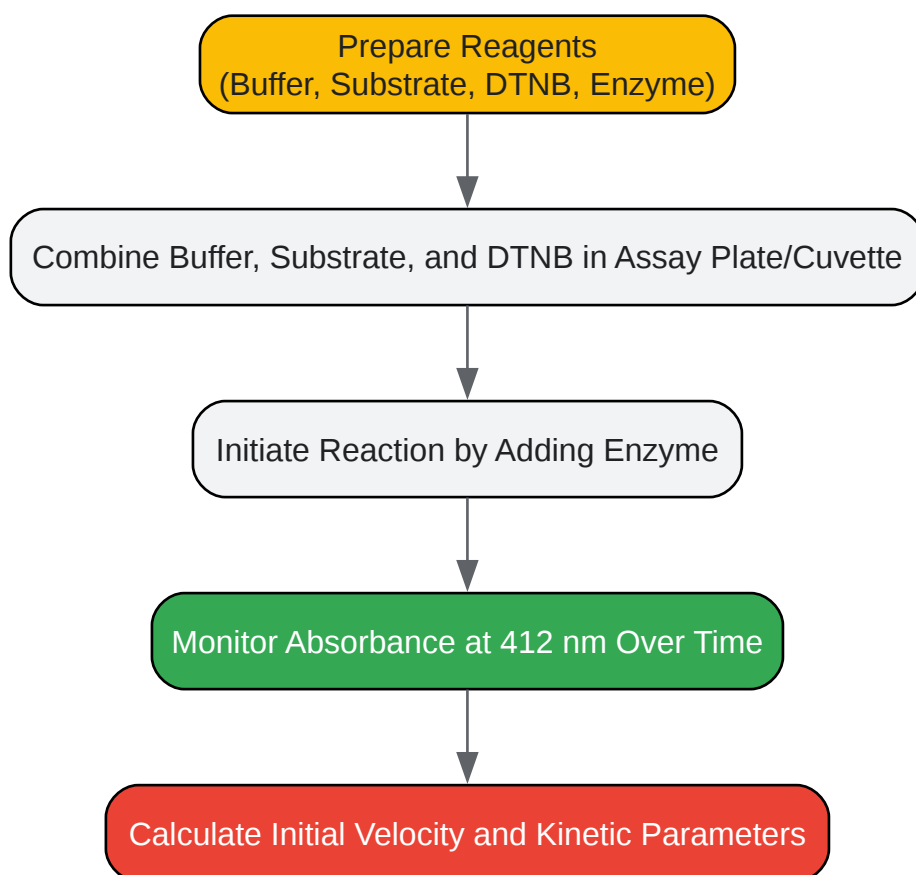 Prepare Reagents
(Buffer, Substrate, DTNB, Enzyme)
Combine Buffer, Substrate, and DTNB in Assay Plate/Cuvette
Initiate Reaction by Adding Enzyme
Monitor Absorbance at 412 nm Over Time
Calculate Initial Velocity and Kinetic Parameters